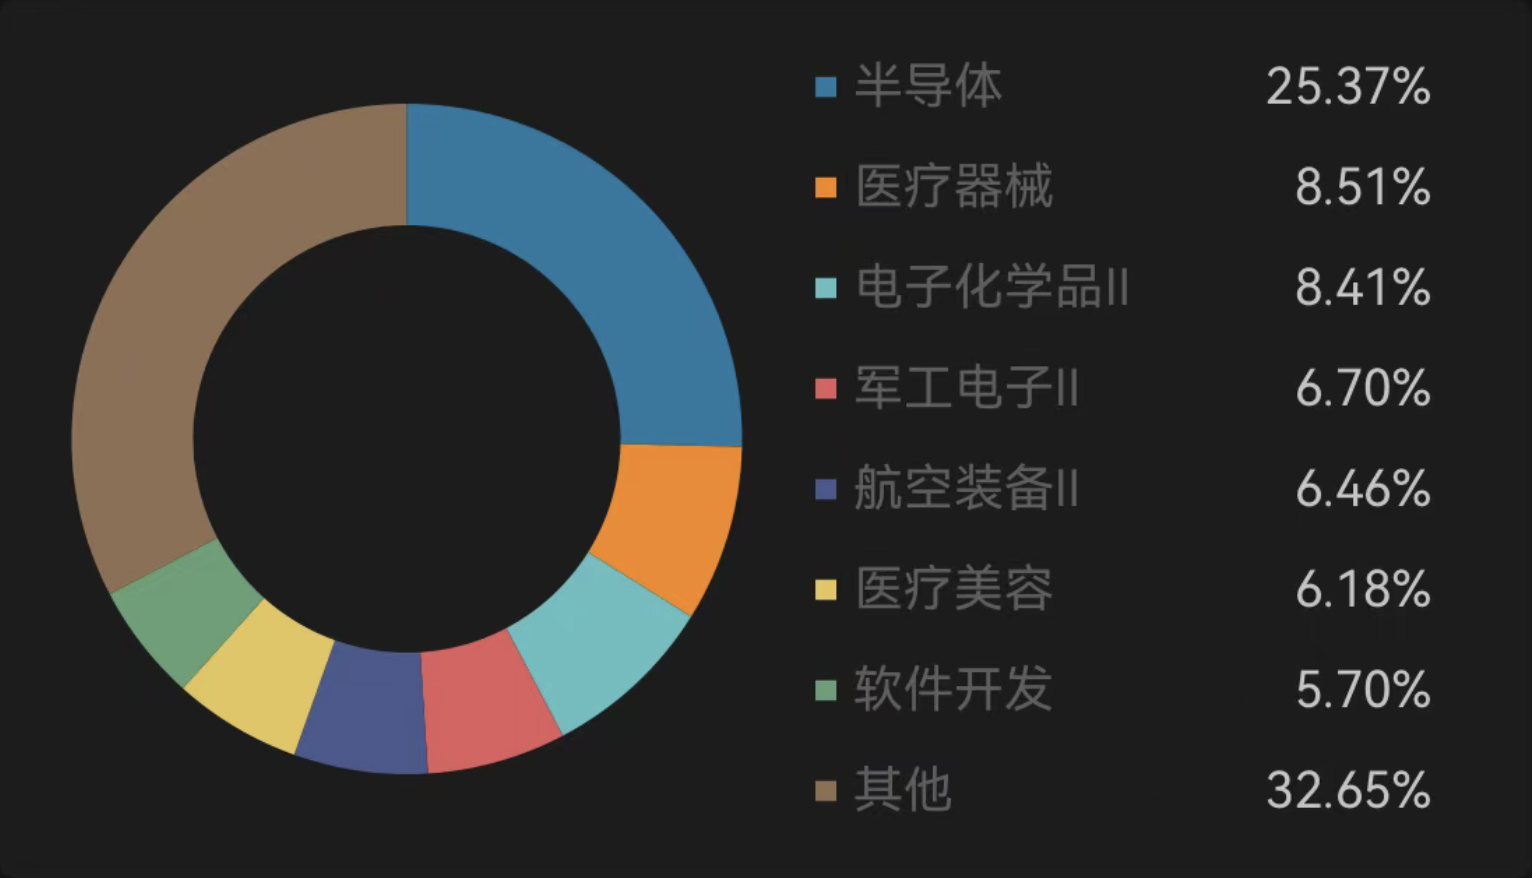 半导体 25.37%
医疗器械 8.51%
电子化学品II 8.41%
军工电子II 6.70%
航空装备II 6.46%
医疗美容 6.18%
软件开发 5.70%
其他 32.65%